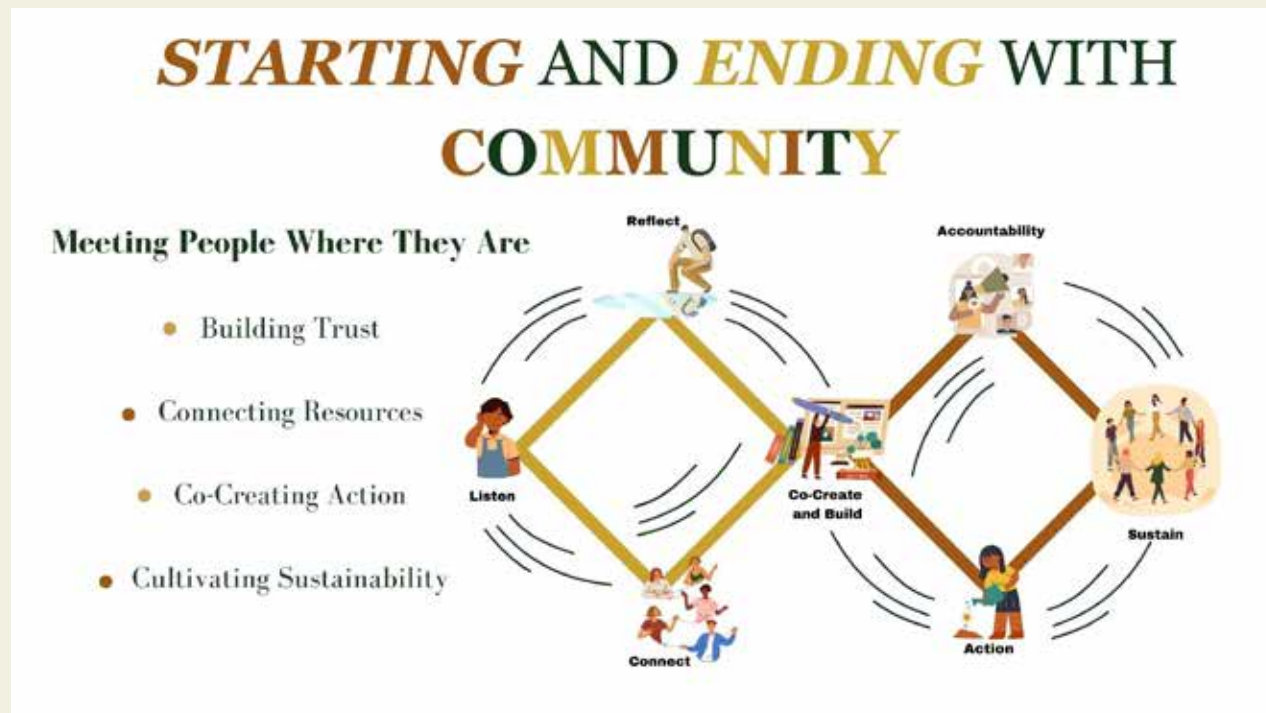 STARTING AND ENDING WITH
COMMUNITY
Meeting People Where They Are
Building Trust
Connecting Resources
Co-Creating Action
Cultivating Sustainability
Reflect
Accountability
Listen
Co-Create
and Build
Sustain
Connect
Action